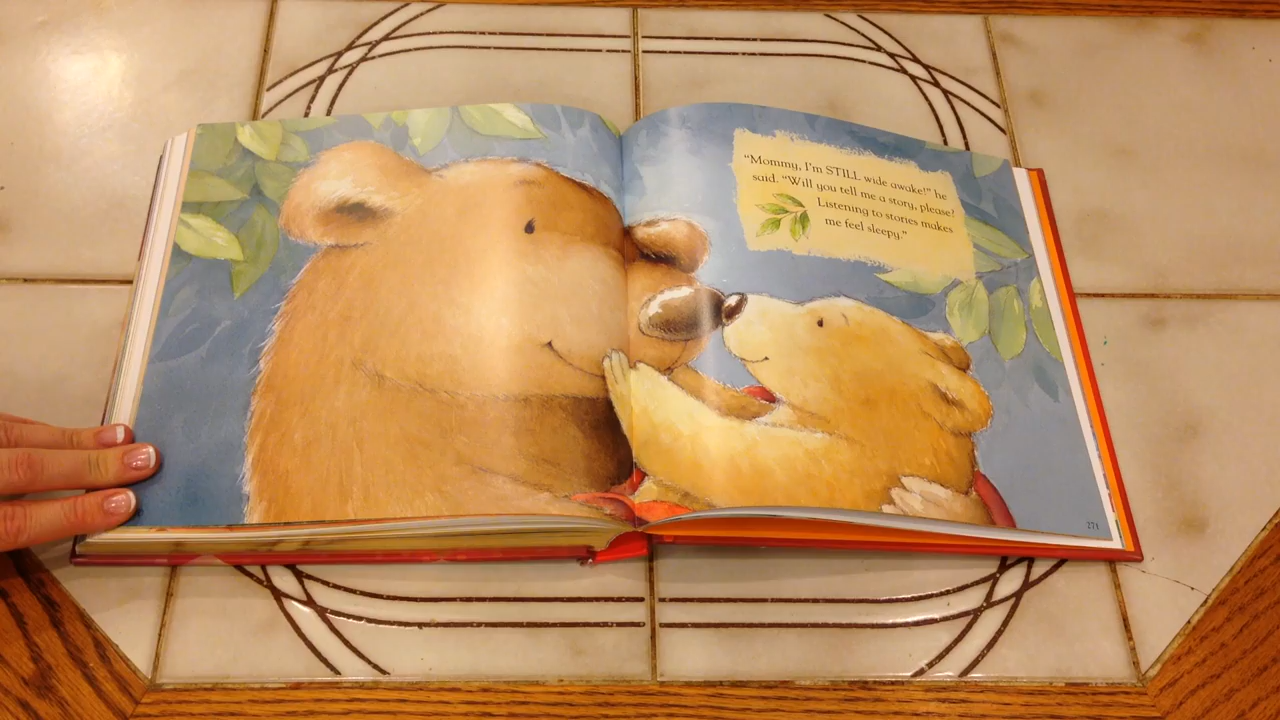 "Mommy, I'm STILL wide awake!" he
said. "Will you tell me a story, please?
Listening to stories makes
me feel sleepy."
271